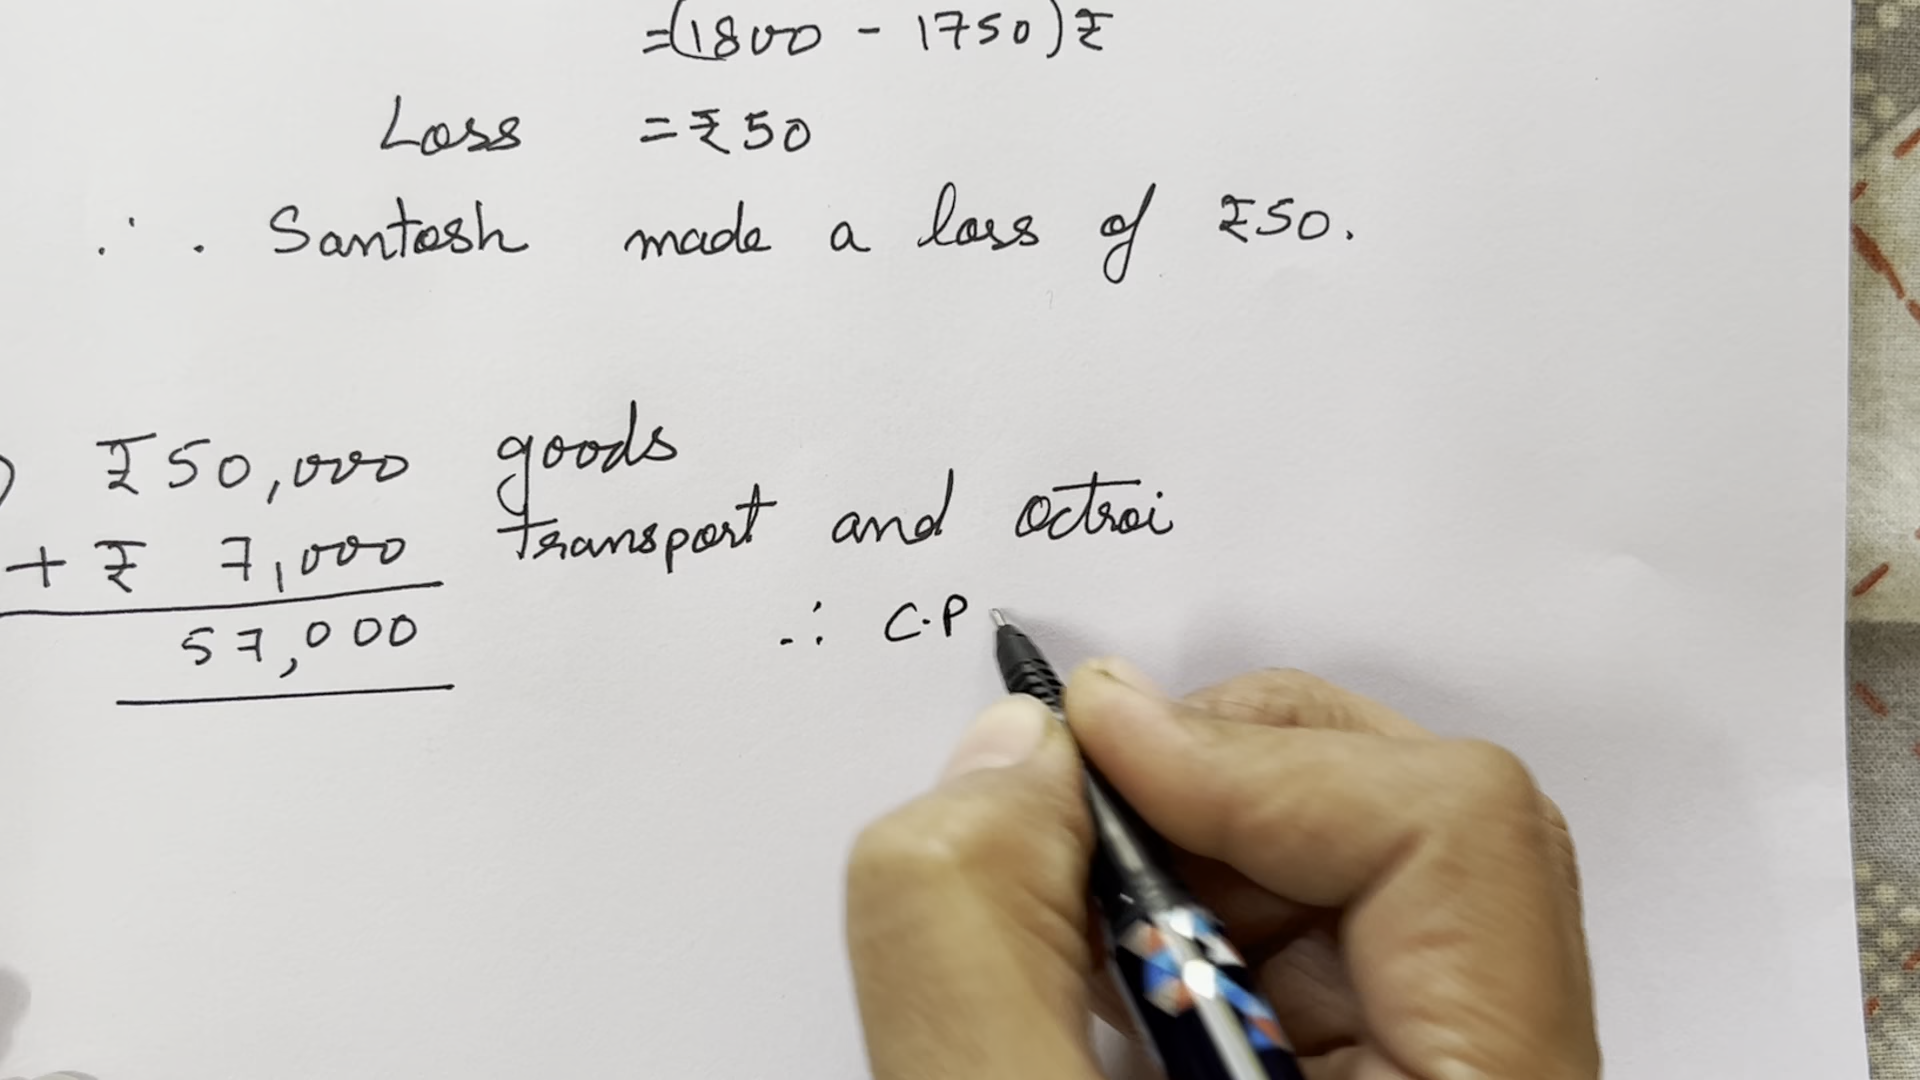 =(1800 - 1750)₹
Loss =₹50
∴ Santosh made a loss of ₹50.
) ₹50,000 goods
+ ₹ 7,000 transport and octroi
57,000
∴ C.P